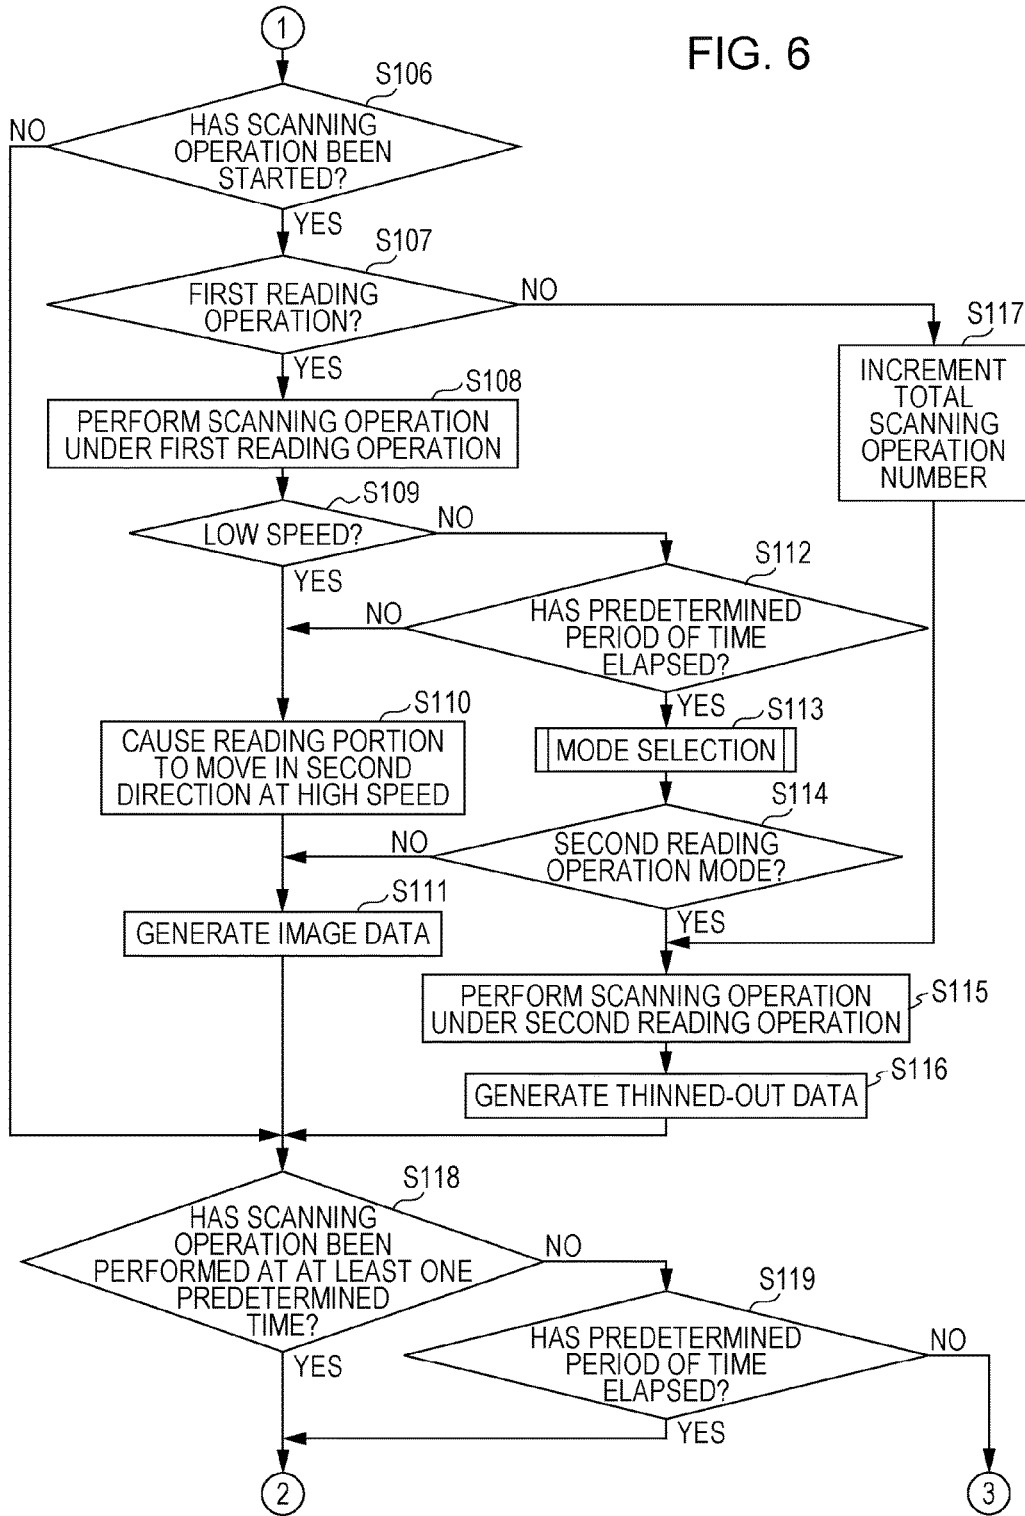 1
FIG. 6
S106
NO
HAS SCANNING
OPERATION BEEN
STARTED?
YES
S107
FIRST READING
OPERATION?
NO
S117
INCREMENT
TOTAL
SCANNING
OPERATION
NUMBER
YES
S108
PERFORM SCANNING OPERATION
UNDER FIRST READING OPERATION
S109
LOW SPEED?
NO
YES
S112
HAS PREDETERMINED
PERIOD OF TIME
ELAPSED?
NO
YES
S110
CAUSE READING PORTION
TO MOVE IN SECOND
DIRECTION AT HIGH SPEED
S113
MODE SELECTION
S114
SECOND READING
OPERATION MODE?
NO
YES
S111
GENERATE IMAGE DATA
S115
PERFORM SCANNING OPERATION
UNDER SECOND READING OPERATION
S116
GENERATE THINNED-OUT DATA
S118
HAS SCANNING
OPERATION BEEN
PERFORMED AT AT LEAST ONE
PREDETERMINED
TIME?
NO
YES
S119
HAS PREDETERMINED
PERIOD OF TIME
ELAPSED?
NO
YES
2
3